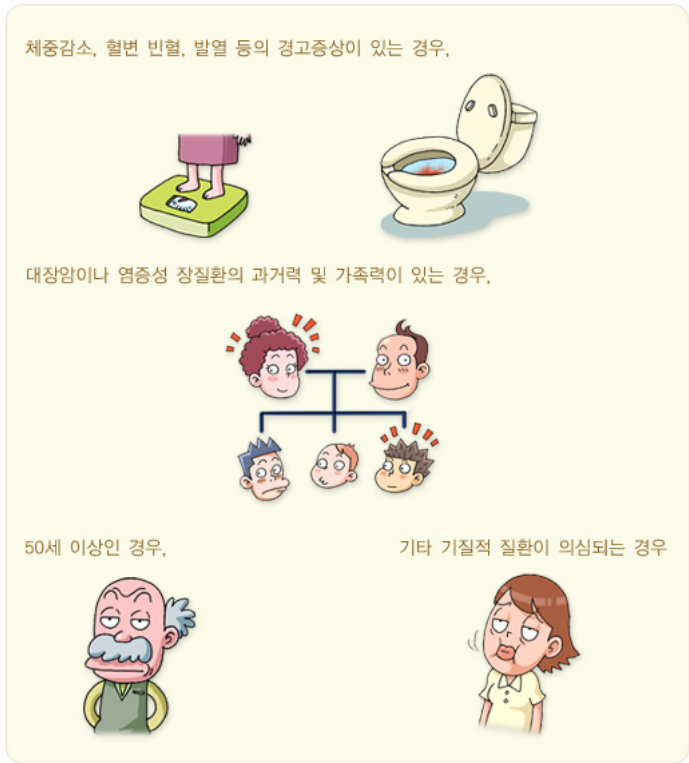 체중감소, 혈변 빈혈, 발열 등의 경고증상이 있는 경우,
대장암이나 염증성 장질환의 과거력 및 가족력이 있는 경우,
50세 이상인 경우,
기타 기질적 질환이 의심되는 경우